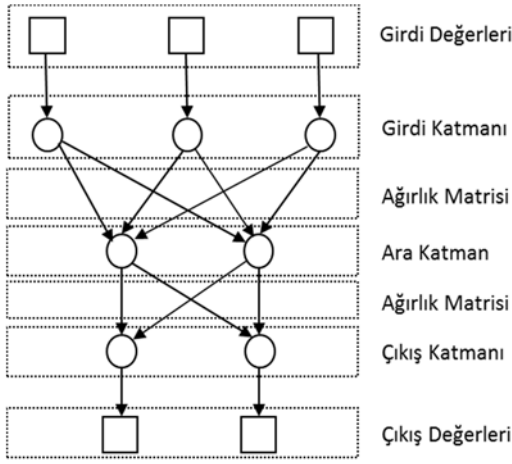 Girdi Değerleri
Girdi Katmanı
Ağırlık Matrisi
Ara Katman
Ağırlık Matrisi
Çıkış Katmanı
Çıkış Değerleri